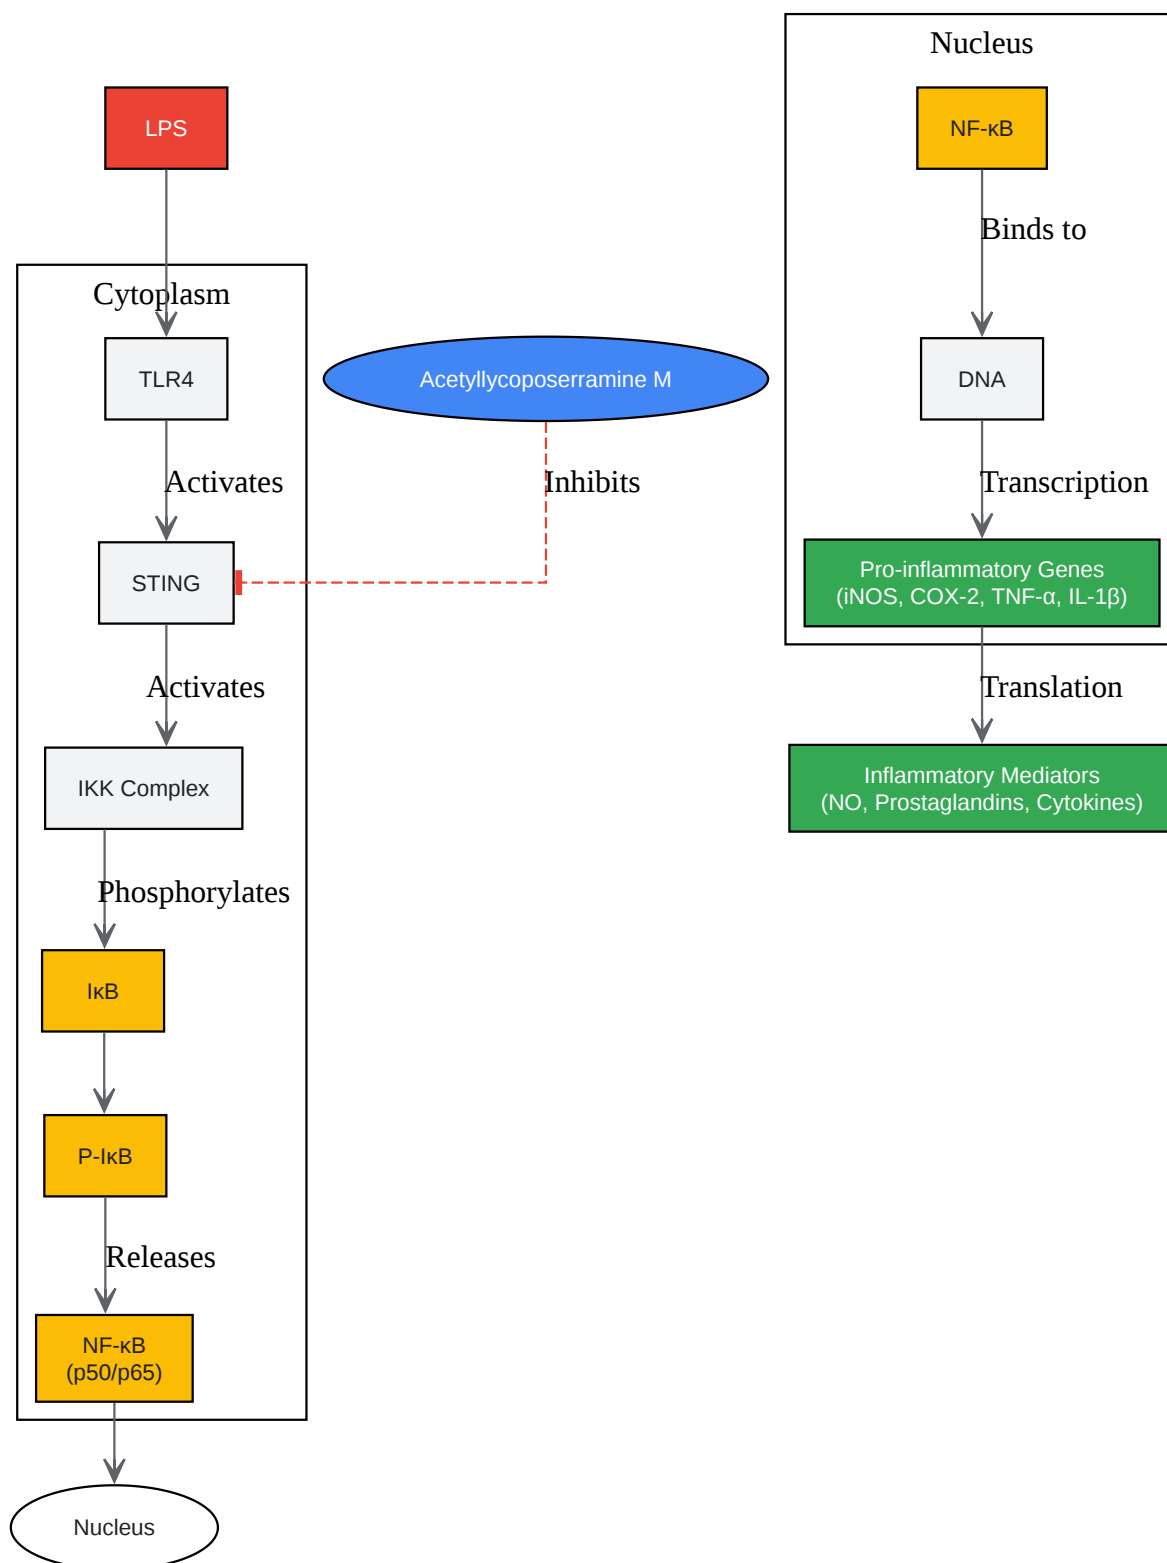 LPS
Cytoplasm
TLR4
Activates
STING
Activates
IKK Complex
Phosphorylates
IκB
P-IκB
Releases
NF-κB
(p50/p65)
Nucleus
Acetyllycoposerramine M
Inhibits
Nucleus
NF-κB
Binds to
DNA
Transcription
Pro-inflammatory Genes
(iNOS, COX-2, TNF-α, IL-1β)
Translation
Inflammatory Mediators
(NO, Prostaglandins, Cytokines)